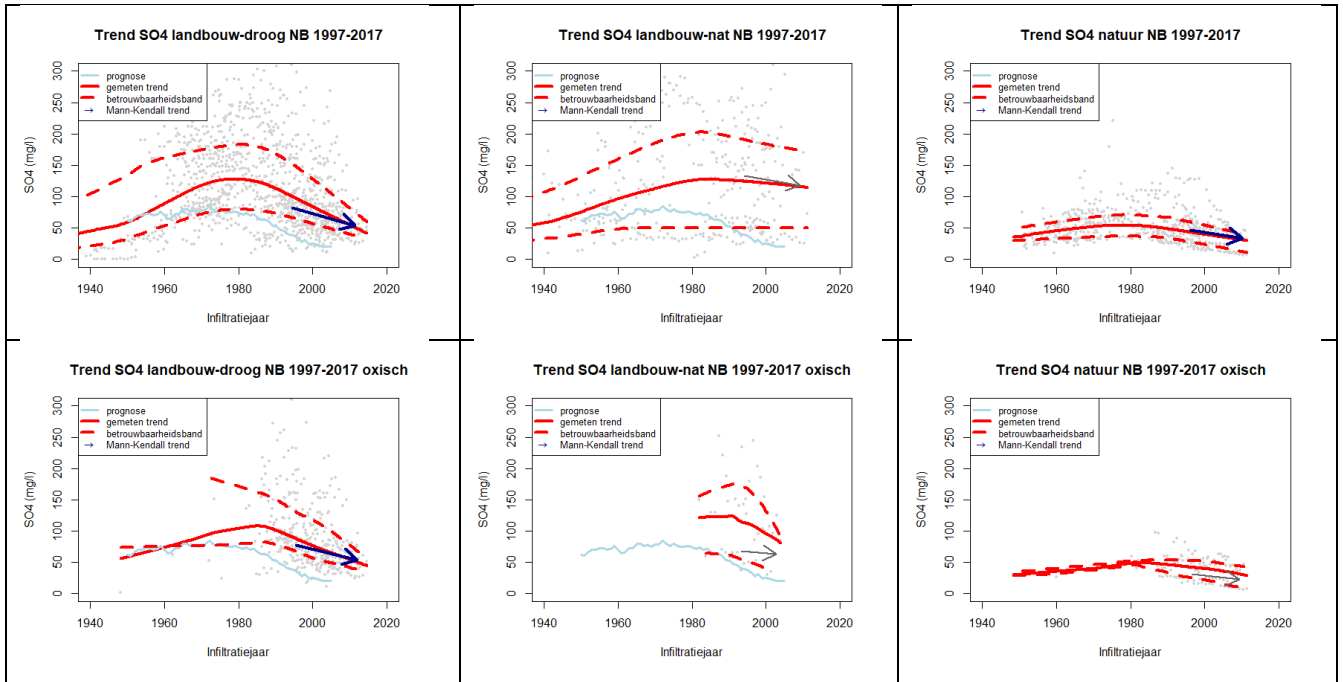 Trend SO4 landbouw-droog NB 1997-2017
prognose
gemeten trend
betrouwbaarheidsband
→ Mann-Kendall trend
SO4 (mg/l)
300
250
200
150
100
50
0
1940 1960 1980 2000 2020
Infiltratiejaar
Trend SO4 landbouw-nat NB 1997-2017
prognose
gemeten trend
betrouwbaarheidsband
→ Mann-Kendall trend
SO4 (mg/l)
300
250
200
150
100
50
0
1940 1960 1980 2000 2020
Infiltratiejaar
Trend SO4 natuur NB 1997-2017
prognose
gemeten trend
betrouwbaarheidsband
→ Mann-Kendall trend
SO4 (mg/l)
300
250
200
150
100
50
0
1940 1960 1980 2000 2020
Infiltratiejaar
Trend SO4 landbouw-droog NB 1997-2017 oxisch
prognose
gemeten trend
betrouwbaarheidsband
→ Mann-Kendall trend
SO4 (mg/l)
300
250
200
150
100
50
0
1940 1960 1980 2000 2020
Infiltratiejaar
Trend SO4 landbouw-nat NB 1997-2017 oxisch
prognose
gemeten trend
betrouwbaarheidsband
→ Mann-Kendall trend
SO4 (mg/l)
300
250
200
150
100
50
0
1940 1960 1980 2000 2020
Infiltratiejaar
Trend SO4 natuur NB 1997-2017 oxisch
prognose
gemeten trend
betrouwbaarheidsband
→ Mann-Kendall trend
SO4 (mg/l)
300
250
200
150
100
50
0
1940 1960 1980 2000 2020
Infiltratiejaar